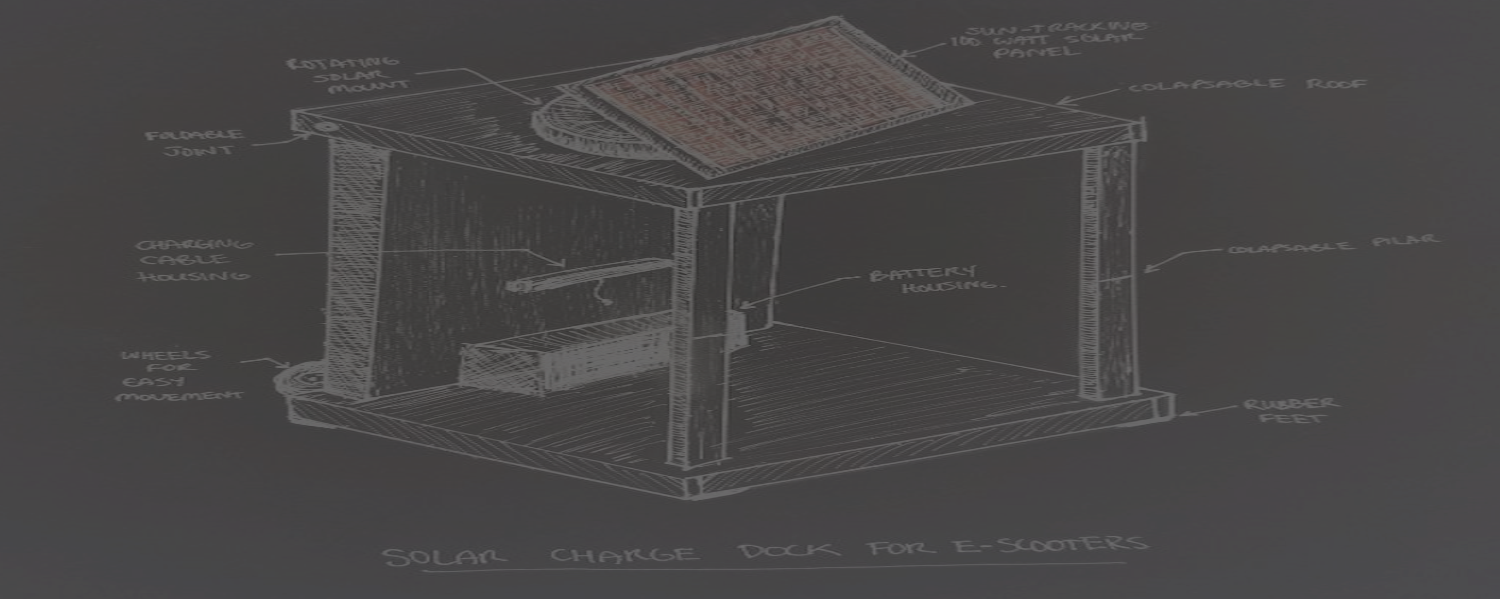 SUN-TRACKING
100 WATT SOLAR
PANEL
ROTATING
SOLAR
MOUNT
COLAPSABLE ROOF
FOLDABLE
JOINT
CHARGING
CABLE
HOUSING
COLAPSABLE PILAR
BATTERY
HOUSING.
WHEELS
FOR
EASY
MOVEMENT
RUBBER
FEET
SOLAR CHARGE DOCK FOR E-SCOOTERS